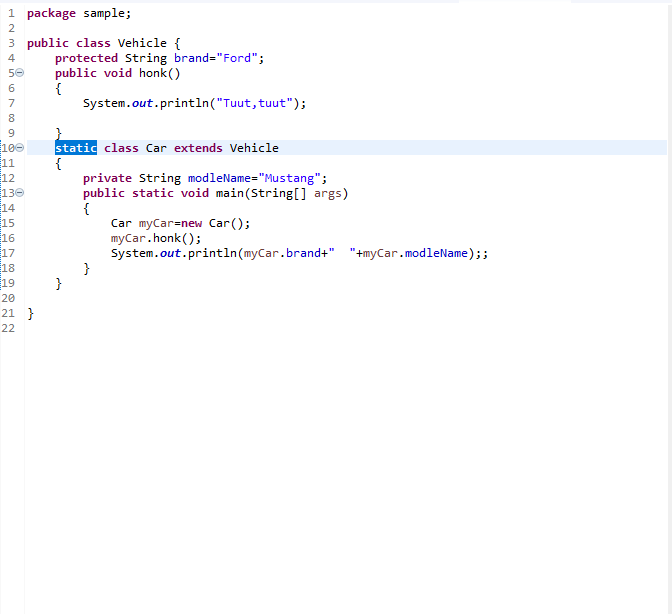 1 package sample;
2
3 public class Vehicle {
4     protected String brand="Ford";
5     public void honk()
6     {
7         System.out.println("Tuut,tuut");
8
9     }
10     static class Car extends Vehicle
11     {
12         private String modleName="Mustang";
13         public static void main(String[] args)
14         {
15             Car myCar=new Car();
16             myCar.honk();
17             System.out.println(myCar.brand+"  "+myCar.modleName);;
18         }
19     }
20
21 }
22